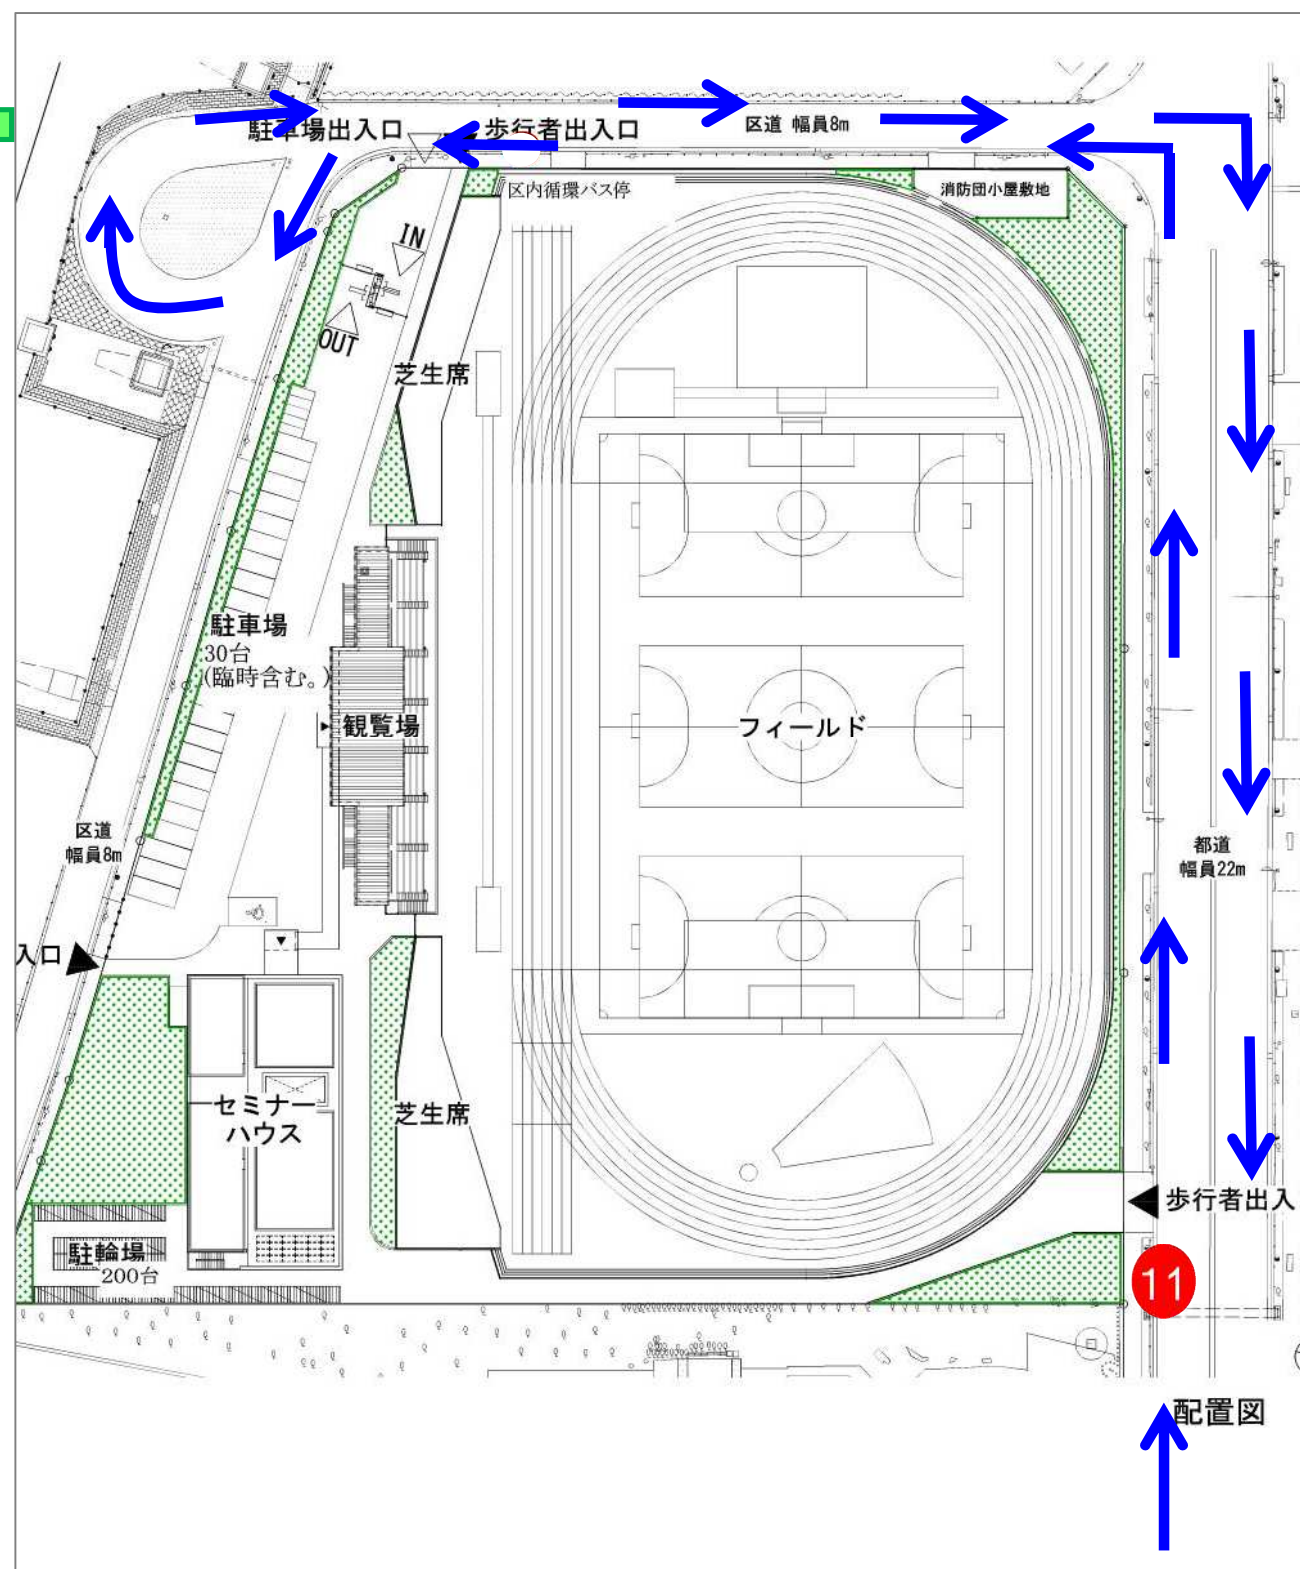 駐車場出入口
歩行者出入口
区道 幅員8m
区内循環バス停
消防団小屋敷地
IN
OUT
芝生席
駐車場
30台
(臨時含む。)
観覧場
フィールド
区道
幅員8m
都道
幅員22m
入口
セミナー
ハウス
芝生席
歩行者出入
駐輪場
200台
11
配置図